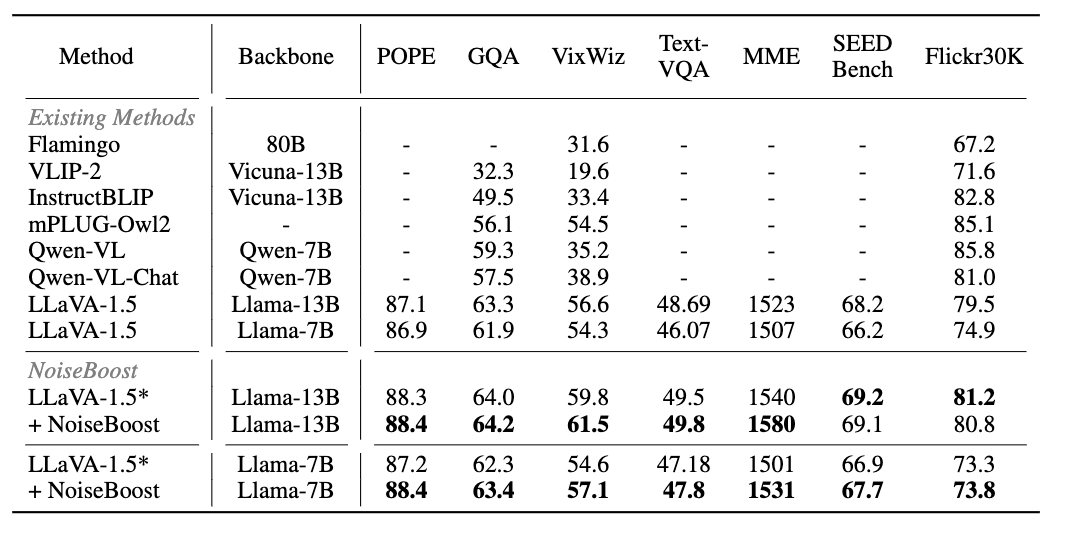 Method Backbone POPE GQA VixWiz Text-VQA MME SEED Bench Flickr30K
Existing Methods
Flamingo 80B - - 31.6 - - - 67.2
VLIP-2 Vicuna-13B - 32.3 19.6 - - - 71.6
InstructBLIP Vicuna-13B - 49.5 33.4 - - - 82.8
mPLUG-Owl2 - - 56.1 54.5 - - - 85.1
Qwen-VL Qwen-7B - 59.3 35.2 - - - 85.8
Qwen-VL-Chat Qwen-7B - 57.5 38.9 - - - 81.0
LLaVA-1.5 Llama-13B 87.1 63.3 56.6 48.69 1523 68.2 79.5
LLaVA-1.5 Llama-7B 86.9 61.9 54.3 46.07 1507 66.2 74.9
NoiseBoost
LLaVA-1.5* Llama-13B 88.3 64.0 59.8 49.5 1540 69.2 81.2
+ NoiseBoost Llama-13B 88.4 64.2 61.5 49.8 1580 69.1 80.8
LLaVA-1.5* Llama-7B 87.2 62.3 54.6 47.18 1501 66.9 73.3
+ NoiseBoost Llama-7B 88.4 63.4 57.1 47.8 1531 67.7 73.8